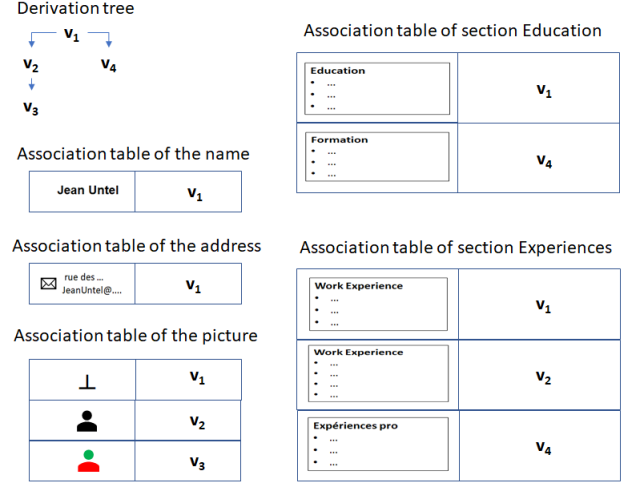 Derivation tree
v1
v2 v4
v3
Association table of the name
Jean Untel v1
Association table of the address
rue des ...
JeanUntel@....
v1
Association table of the picture
⊥ v1
v2
v3
Association table of section Education
Education
• ...
• ...
• ...
v1
Formation
• ...
• ...
• ...
v4
Association table of section Experiences
Work Experience
• ...
• ...
• ...
v1
Work Experience
• ...
• ...
• ...
• ...
v2
Expériences pro
• ...
• ...
• ...
v4